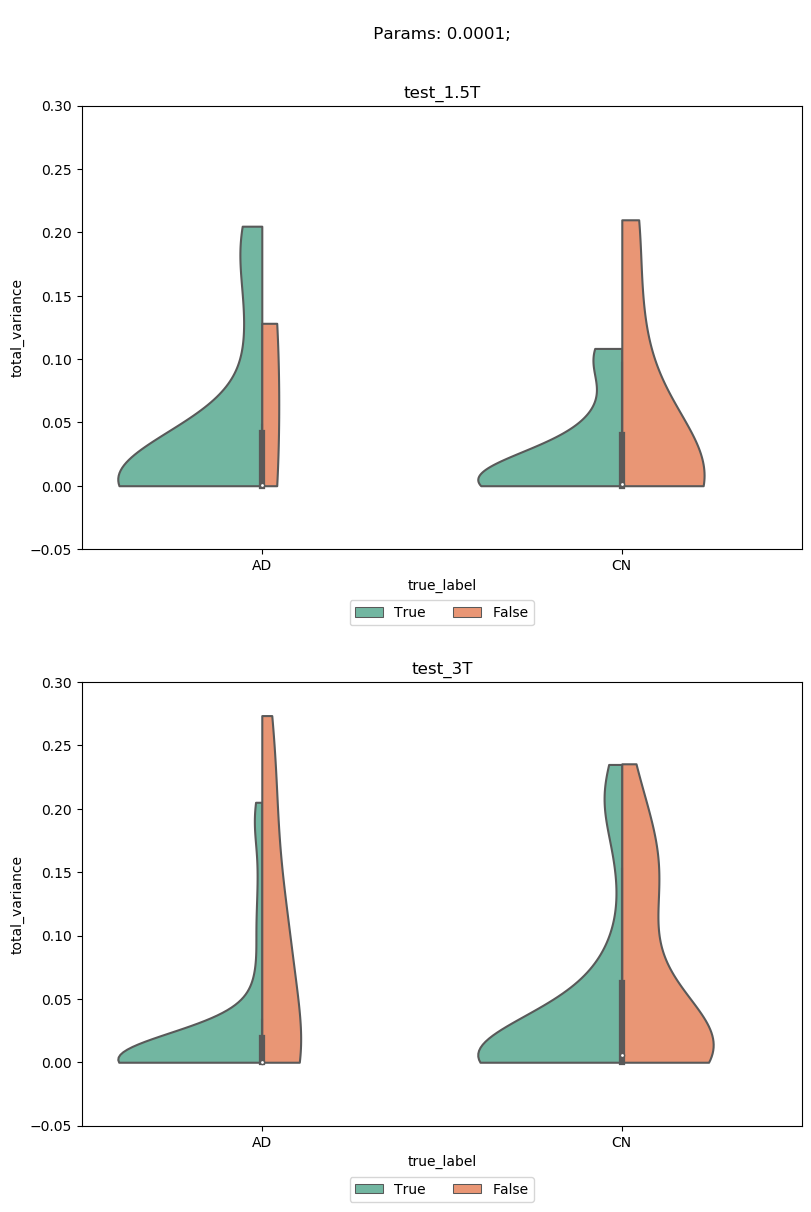 Params: 0.0001;
test_1.5T
0.30
0.25
0.20
0.15
0.10
0.05
0.00
−0.05
total_variance
AD CN
true_label
True False
test_3T
0.30
0.25
0.20
0.15
0.10
0.05
0.00
−0.05
total_variance
AD CN
true_label
True False